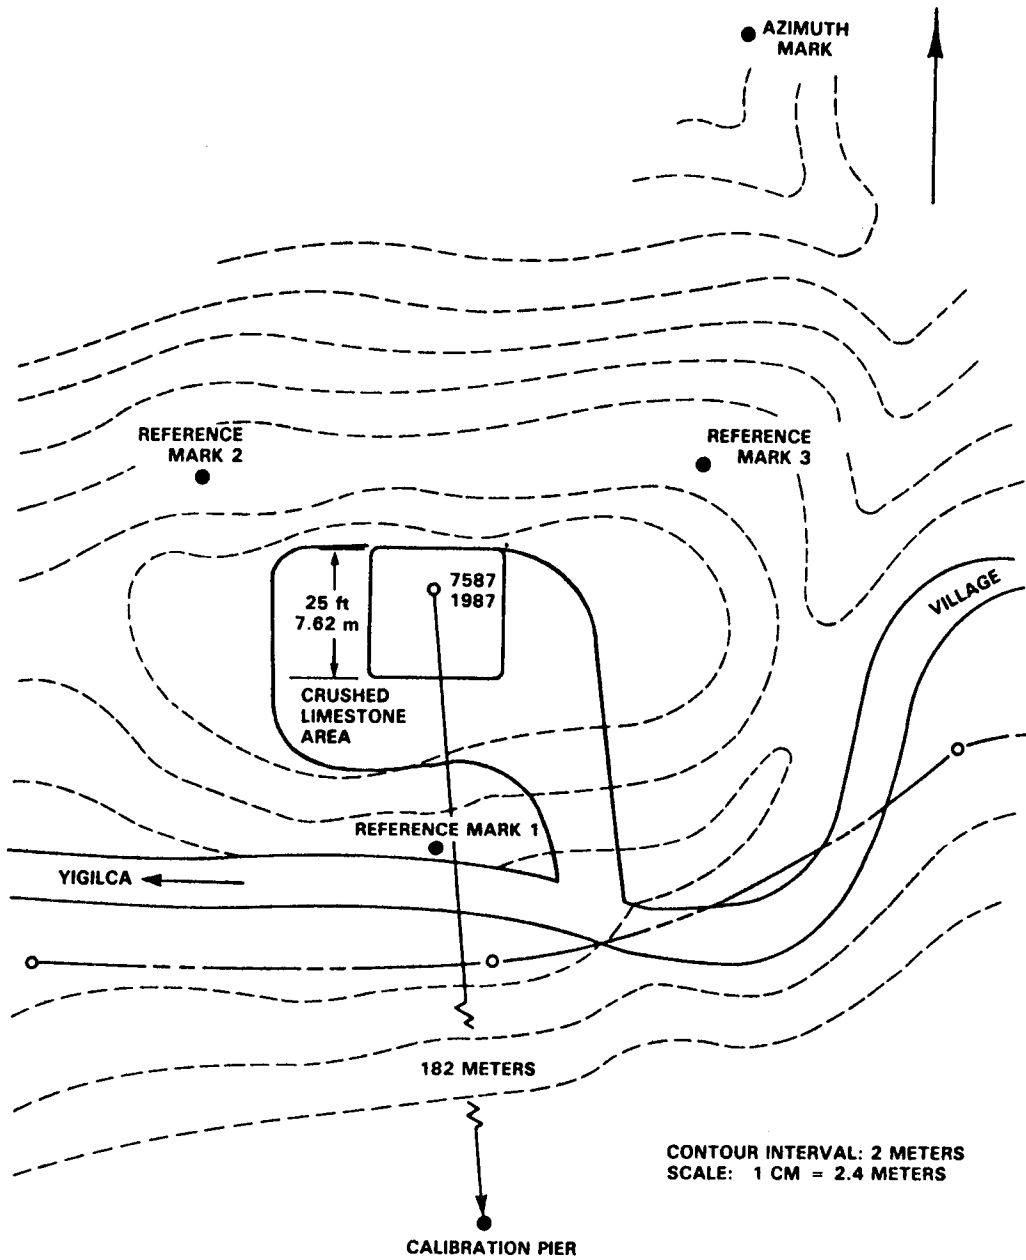 AZIMUTH
MARK
REFERENCE
MARK 2
REFERENCE
MARK 3
7587
1987
25 ft
7.62 m
VILLAGE
CRUSHED
LIMESTONE
AREA
REFERENCE MARK 1
YIGILCA
182 METERS
CONTOUR INTERVAL: 2 METERS
SCALE: 1 CM = 2.4 METERS
CALIBRATION PIER